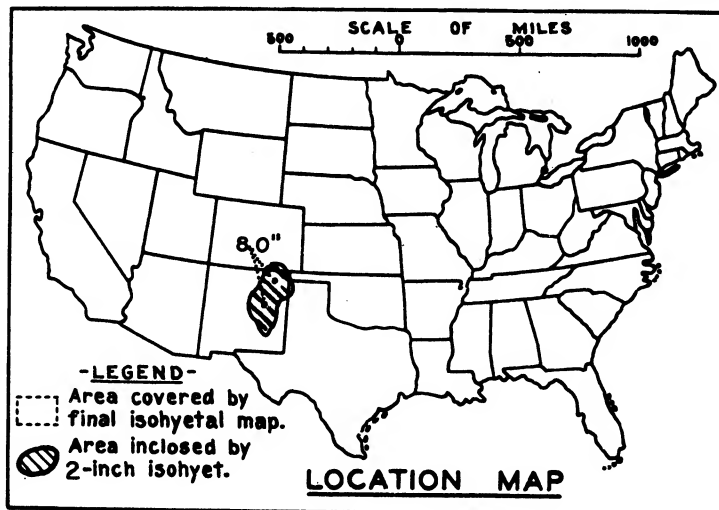 SCALE OF MILES
500 0 500 1000
8.0"
-LEGEND-
Area covered by
final isohyetal map.
Area inclosed by
2-inch isohyet.
LOCATION MAP